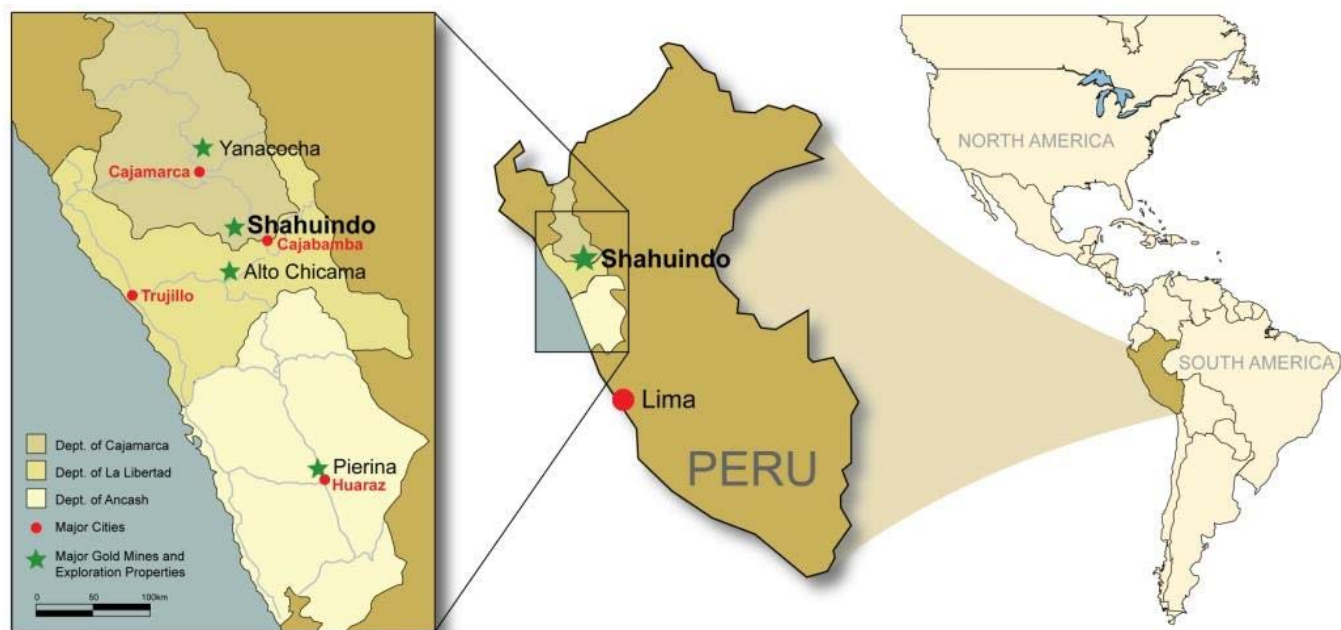 Yanacocha
Cajamarca
Shahuindo
Cajabamba
Alto Chicama
Trujillo
Pierina
Huaraz
Dept. of Cajamarca
Dept. of La Libertad
Dept. of Ancash
Major Cities
Major Gold Mines and
Exploration Properties
0 50 100km
Shahuindo
Lima
PERU
NORTH AMERICA
SOUTH AMERICA